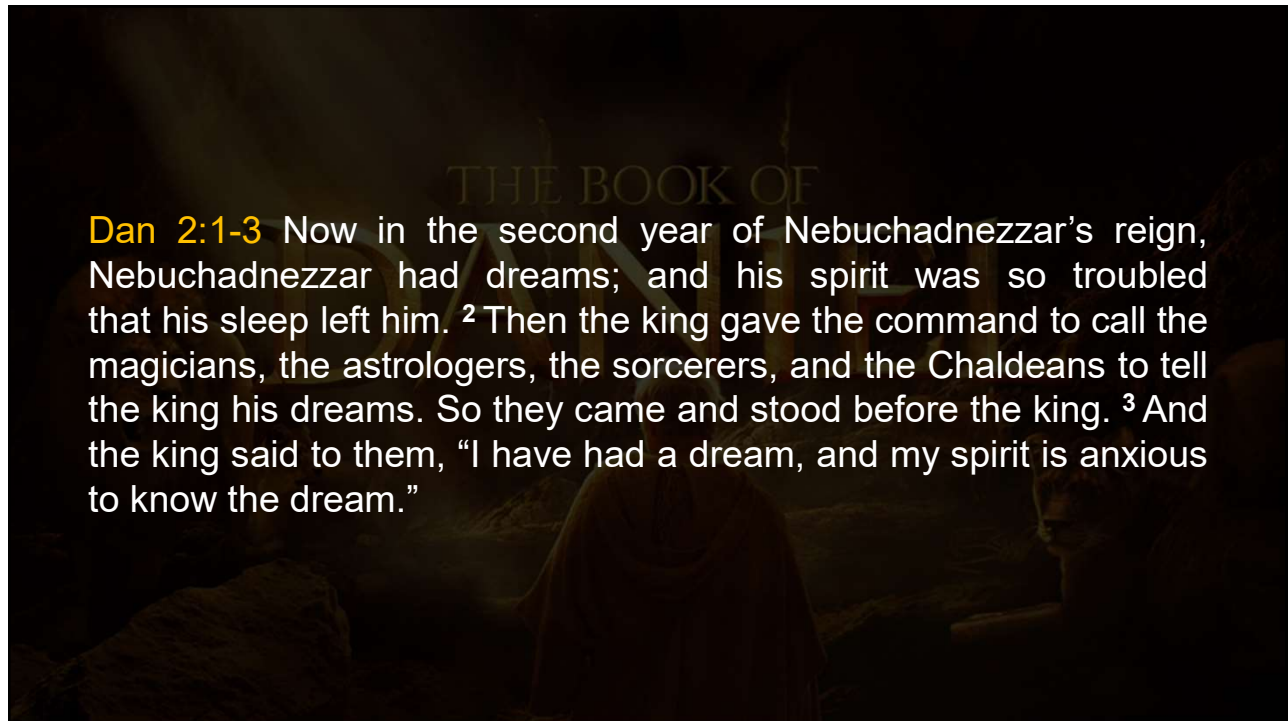 THE BOOK OF
DANIEL
Dan 2:1-3 Now in the second year of Nebuchadnezzar’s reign,
Nebuchadnezzar had dreams; and his spirit was so troubled
that his sleep left him. ² Then the king gave the command to call the
magicians, the astrologers, the sorcerers, and the Chaldeans to tell
the king his dreams. So they came and stood before the king. ³ And
the king said to them, “I have had a dream, and my spirit is anxious
to know the dream.”